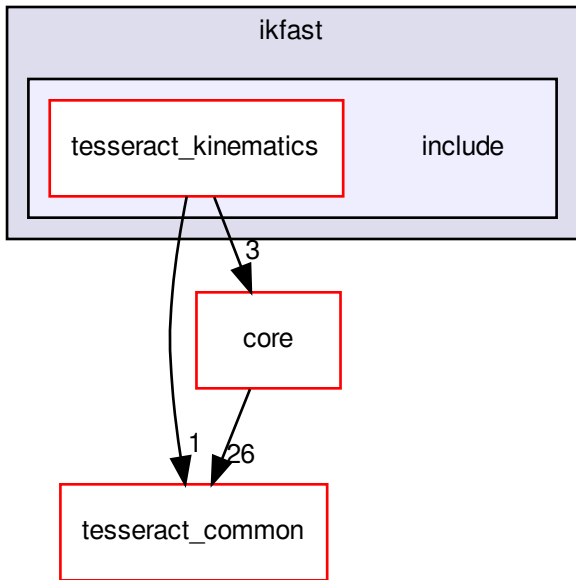 ikfast
tesseract_kinematics
include
3
core
1
26
tesseract_common